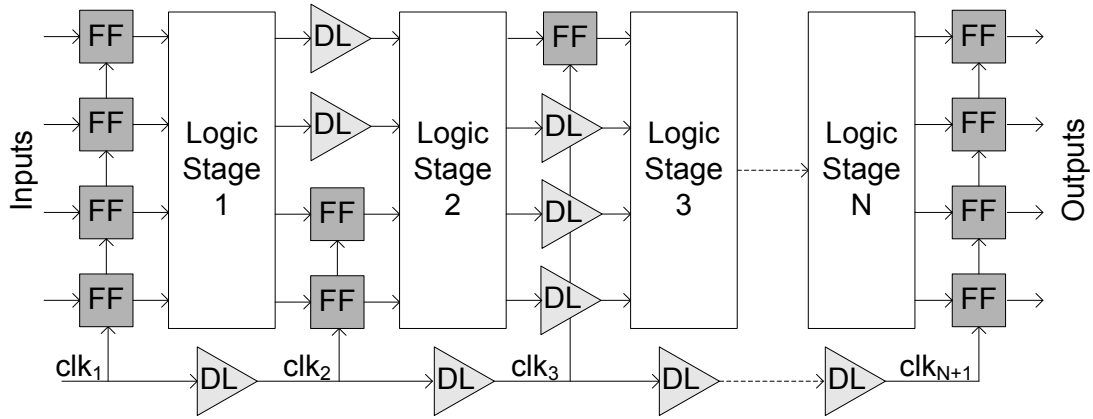 FF DL FF FF
FF DL DL FF
Inputs
Logic
Stage
1
Logic
Stage
2
Logic
Stage
3
Logic
Stage
N
Outputs
FF FF DL FF
FF FF DL FF
clk1 DL clk2 DL clk3 DL DL clkN+1